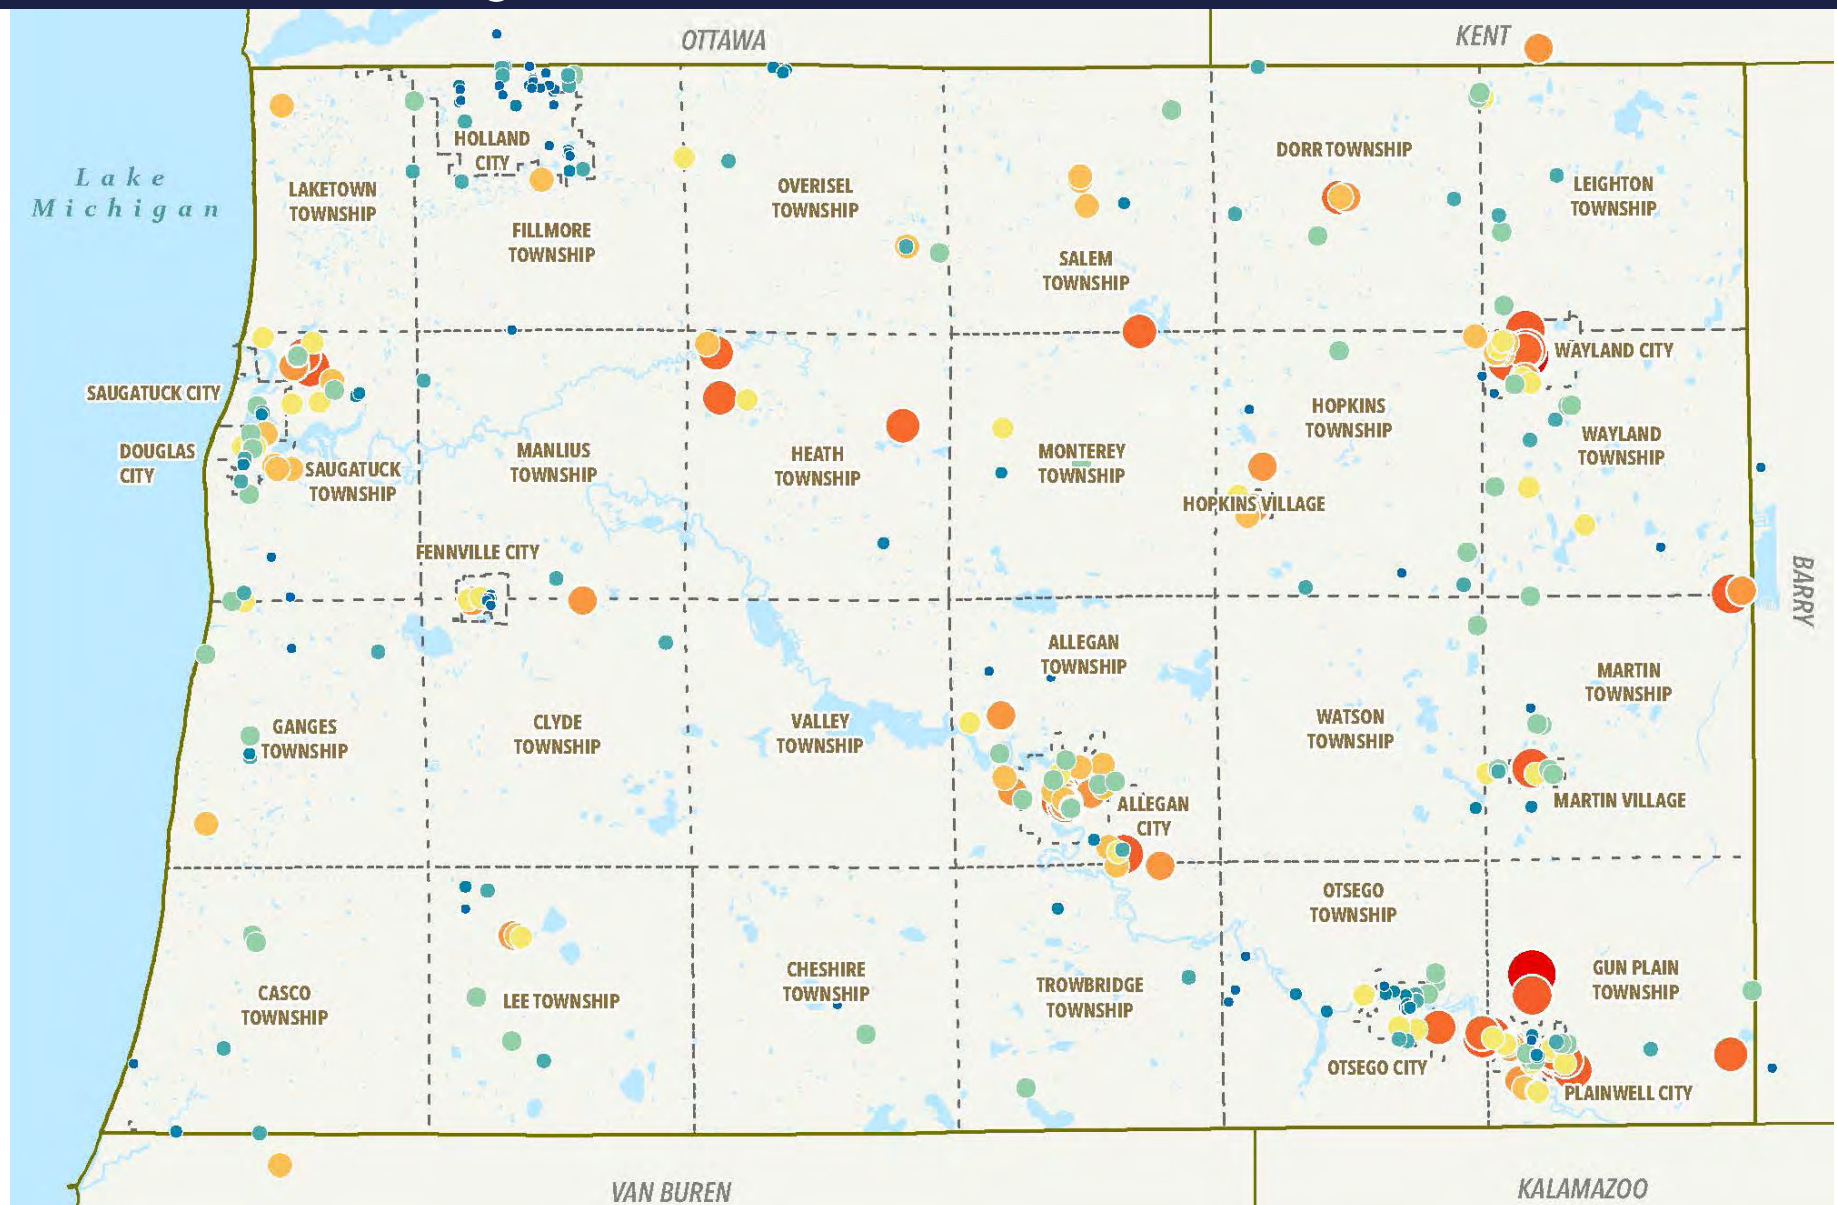 OTTAWA
KENT
Lake
Michigan
HOLLAND
CITY
LAKETOWN
TOWNSHIP
FILLMORE
TOWNSHIP
OVERISEL
TOWNSHIP
SALEM
TOWNSHIP
DORR TOWNSHIP
LEIGHTON
TOWNSHIP
SAUGATUCK CITY
DOUGLAS
CITY
SAUGATUCK
TOWNSHIP
MANLIUS
TOWNSHIP
HEATH
TOWNSHIP
MONTEREY
TOWNSHIP
HOPKINS
TOWNSHIP
HOPKINS VILLAGE
WAYLAND CITY
WAYLAND
TOWNSHIP
BARRY
FENNVILLE CITY
GANGES
TOWNSHIP
CLYDE
TOWNSHIP
VALLEY
TOWNSHIP
ALLEGAN
TOWNSHIP
ALLEGAN
CITY
WATSON
TOWNSHIP
MARTIN
TOWNSHIP
MARTIN VILLAGE
CASCO
TOWNSHIP
LEE TOWNSHIP
CHESHIRE
TOWNSHIP
TROWBRIDGE
TOWNSHIP
OTSEGO
TOWNSHIP
OTSEGO CITY
GUN PLAIN
TOWNSHIP
PLAINWELL CITY
VAN BUREN
KALAMAZOO